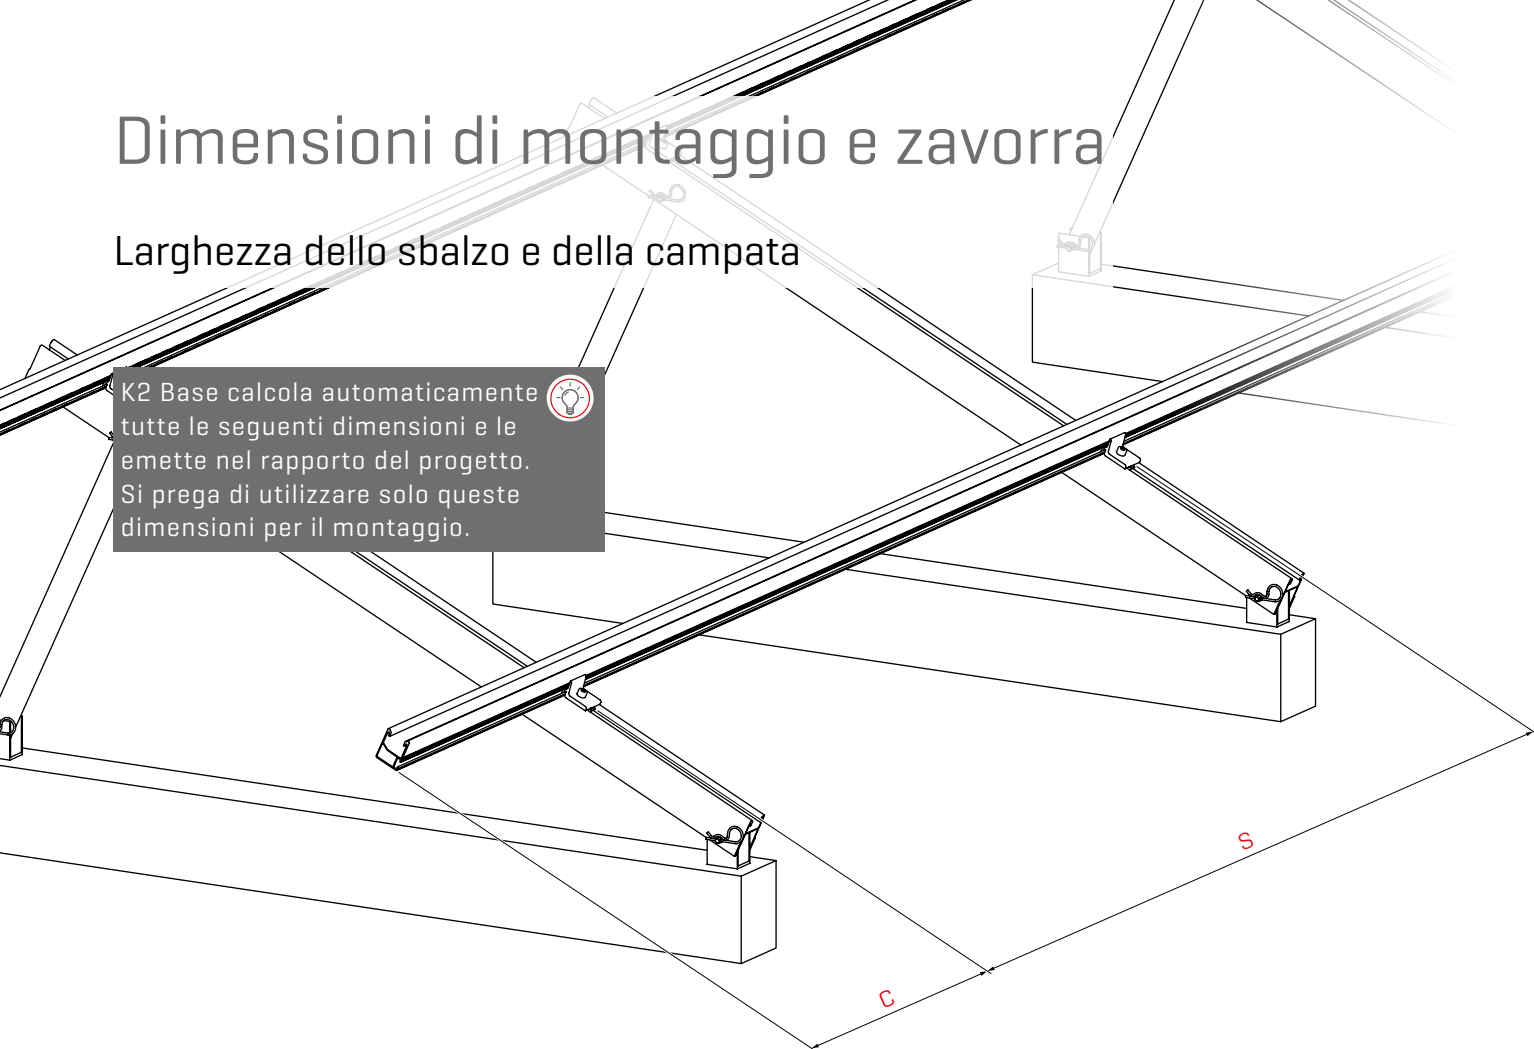 Dimensioni di montaggio e zavorra
Larghezza dello sbalzo e della campata
K2 Base calcola automaticamente
tutte le seguenti dimensioni e le
emette nel rapporto del progetto.
Si prega di utilizzare solo queste
dimensioni per il montaggio.
S
C